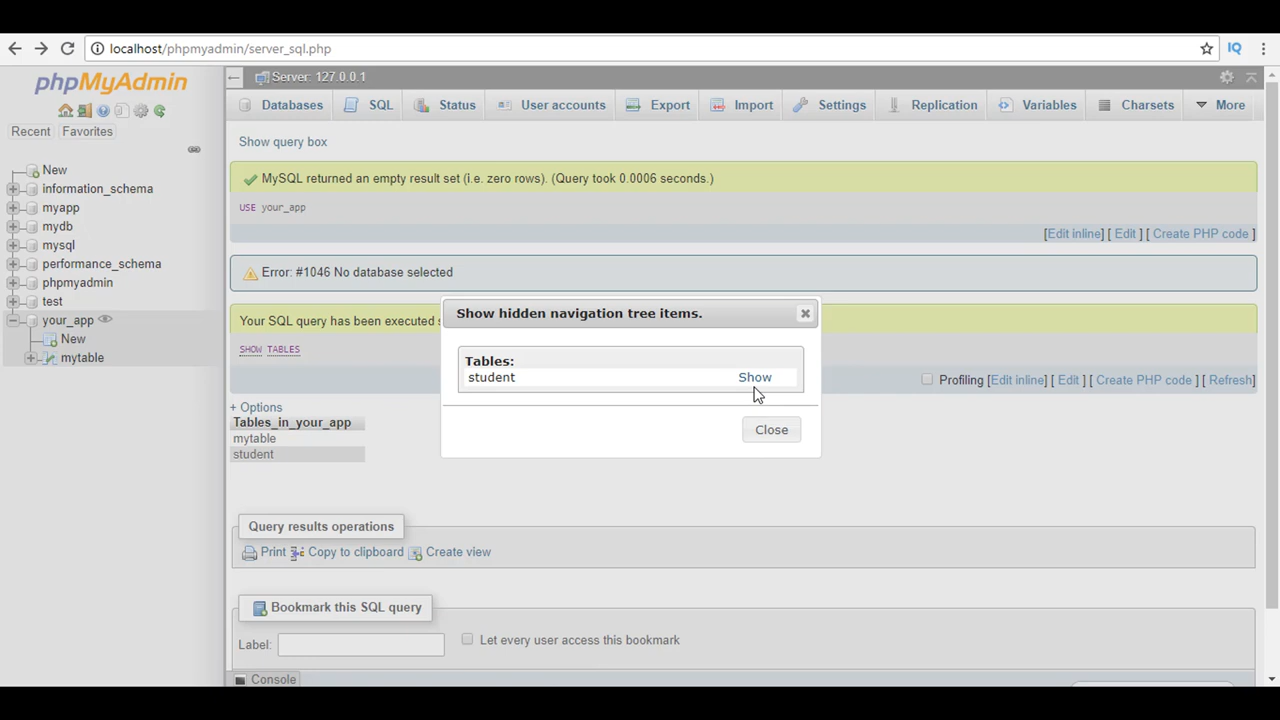 localhost/phpmyadmin/server_sql.php
IQ
phpMyAdmin
Recent Favorites
New
information_schema
myapp
mydb
mysql
performance_schema
phpmyadmin
test
your_app
New
mytable
Server: 127.0.0.1
Databases SQL Status User accounts Export Import Settings Replication Variables Charsets More
Show query box
MySQL returned an empty result set (i.e. zero rows). (Query took 0.0006 seconds.)
USE your_app
[Edit inline] [ Edit ] [ Create PHP code ]
Error: #1046 No database selected
Your SQL query has been executed s
SHOW TABLES
Profiling [Edit inline] [ Edit ] [ Create PHP code ] [ Refresh]
+ Options
Tables_in_your_app
mytable
student
Show hidden navigation tree items.
Tables:
student Show
Close
Query results operations
Print Copy to clipboard Create view
Bookmark this SQL query
Label: Let every user access this bookmark
Console